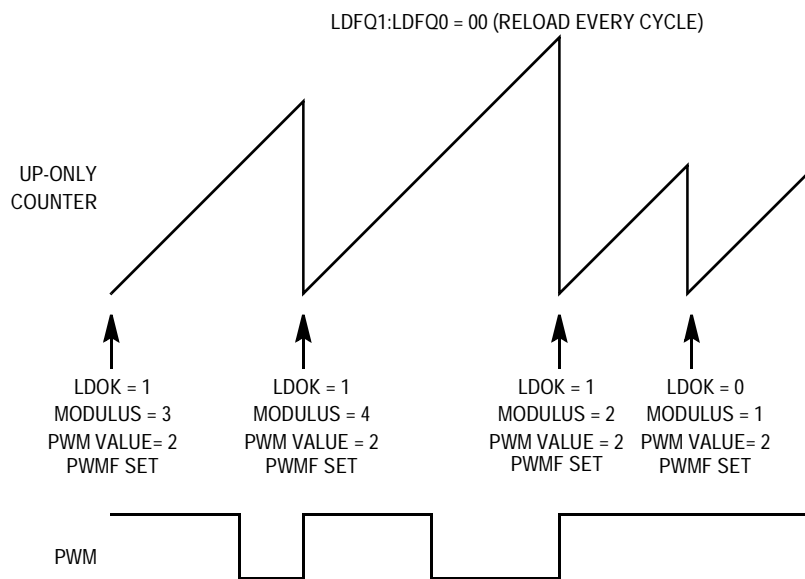 LDFQ1:LDFQ0 = 00 (RELOAD EVERY CYCLE)
UP-ONLY
COUNTER
LDOK = 1
MODULUS = 3
PWM VALUE= 2
PWMF SET
LDOK = 1
MODULUS = 4
PWM VALUE = 2
PWMF SET
LDOK = 1
MODULUS = 2
PWM VALUE = 2
PWMF SET
LDOK = 0
MODULUS = 1
PWM VALUE= 2
PWMF SET
PWM